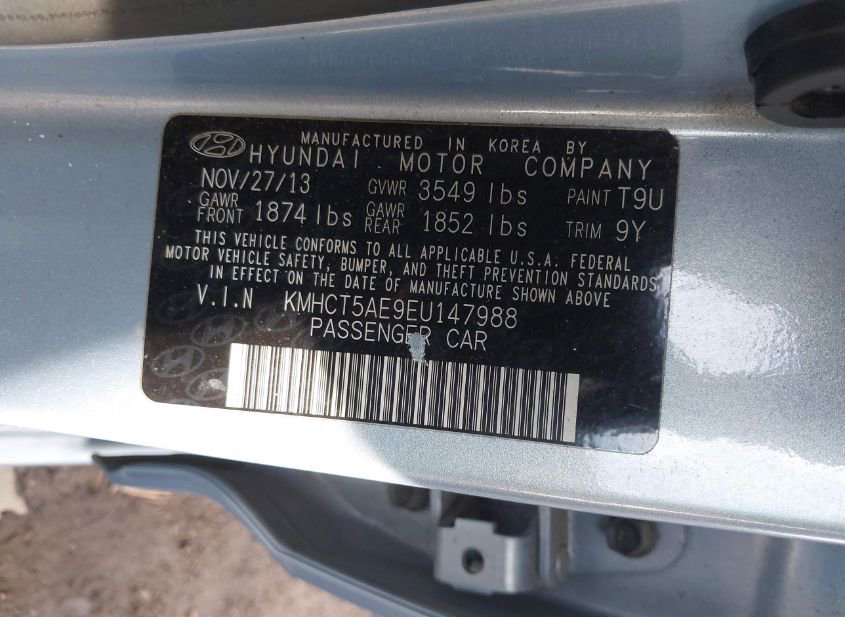 MANUFACTURED IN KOREA BY
HYUNDAI MOTOR COMPANY
NOV/27/13 GVWR 3549 lbs PAINT T9U
GAWR FRONT 1874 lbs GAWR REAR 1852 lbs TRIM 9Y
THIS VEHICLE CONFORMS TO ALL APPLICABLE U.S.A. FEDERAL
MOTOR VEHICLE SAFETY, BUMPER, AND THEFT PREVENTION STANDARDS
IN EFFECT ON THE DATE OF MANUFACTURE SHOWN ABOVE
V.I.N KMHCT5AE9EU147988
PASSENGER CAR